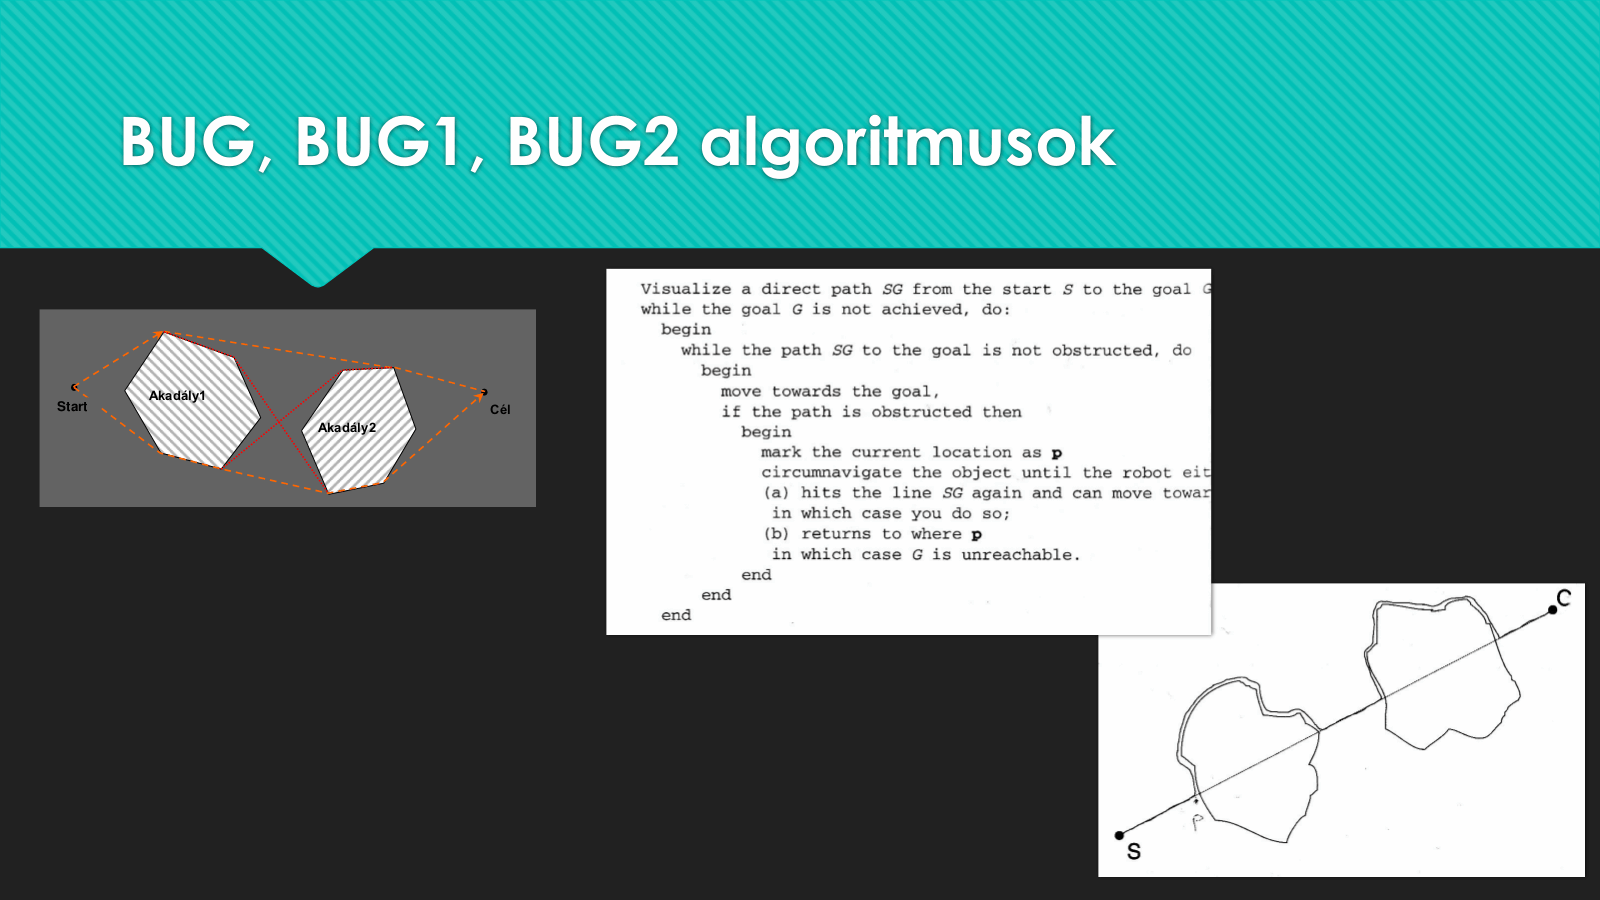 BUG, BUG1, BUG2 algoritmusok
Akadály1
Start
Akadály2
Cél
Visualize a direct path SG from the start S to the goal G
while the goal G is not achieved, do:
begin
while the path SG to the goal is not obstructed, do
begin
move towards the goal,
if the path is obstructed then
begin
mark the current location as p
circumnavigate the object until the robot eit
(a) hits the line SG again and can move towar
in which case you do so;
(b) returns to where p
in which case G is unreachable.
end
end
end
S
P